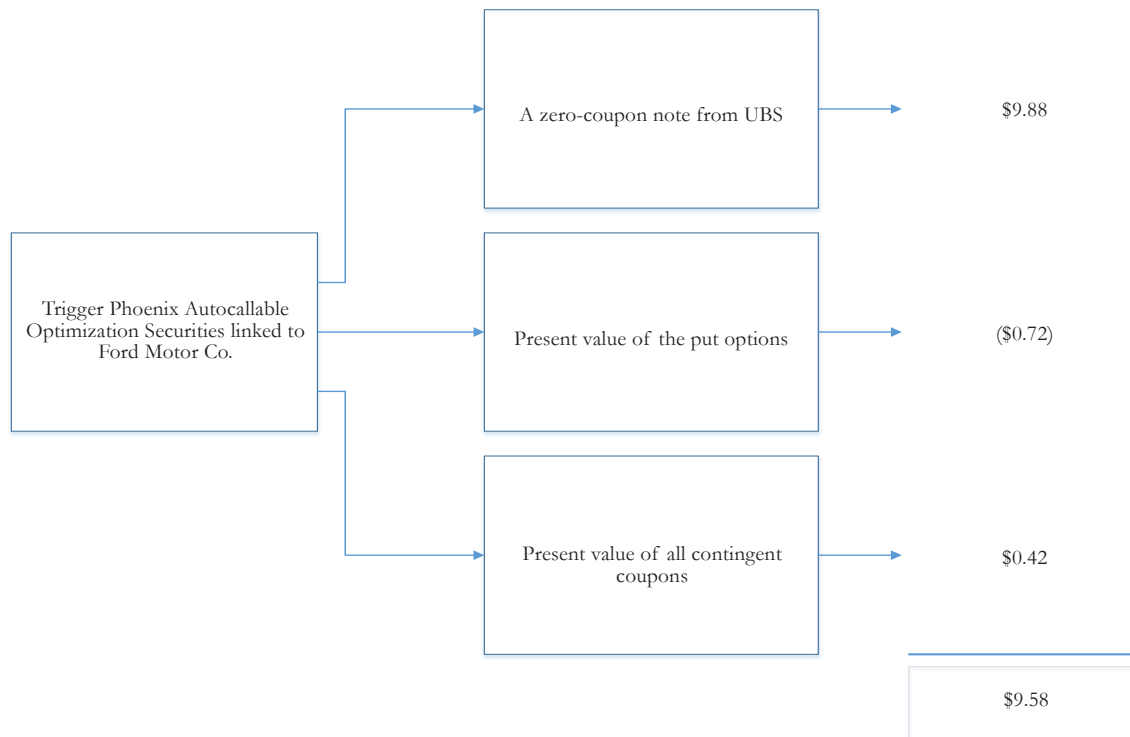 A zero-coupon note from UBS
$9.88
Trigger Phoenix Autocallable
Optimization Securities linked to
Ford Motor Co.
Present value of the put options
($0.72)
Present value of all contingent
coupons
$0.42
$9.58